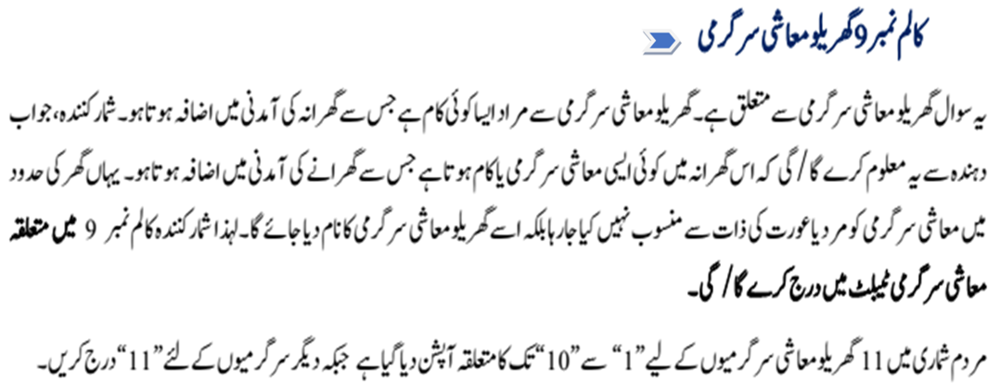 کالم نمبر 9 گھریلو معاشی سرگرمی
یہ سوال گھریلو معاشی سرگرمی سے متعلق ہے۔ گھریلو معاشی سرگرمی سے مراد ایسا کوئی کام ہے جس سے گھرانہ کی آمدنی میں اضافہ ہوتا ہو۔ شمار کنندہ، جواب
دہندہ سے یہ معلوم کرے گا/گی کہ اس گھرانہ میں کوئی ایسی معاشی سرگرمی یا کام ہوتا ہے جس سے گھرانے کی آمدنی میں اضافہ ہوتا ہو۔ یہاں گھر کی حدود
میں معاشی سرگرمی کو مرد یا عورت کی ذات سے منسوب نہیں کیا جا رہا بلکہ اسے گھریلو معاشی سرگرمی کا نام دیا جائے گا۔ لہذا شمار کنندہ کالم نمبر 9 میں متعلقہ
معاشی سرگرمی ٹیبلٹ میں درج کرے گا/گی۔
مردم شماری میں 11 گھریلو معاشی سرگرمیوں کے لیے ”1“ سے ”10“ تک کا متعلقہ آپشن دیا گیا ہے جبکہ دیگر سرگرمیوں کے لئے ”11“ درج کریں۔